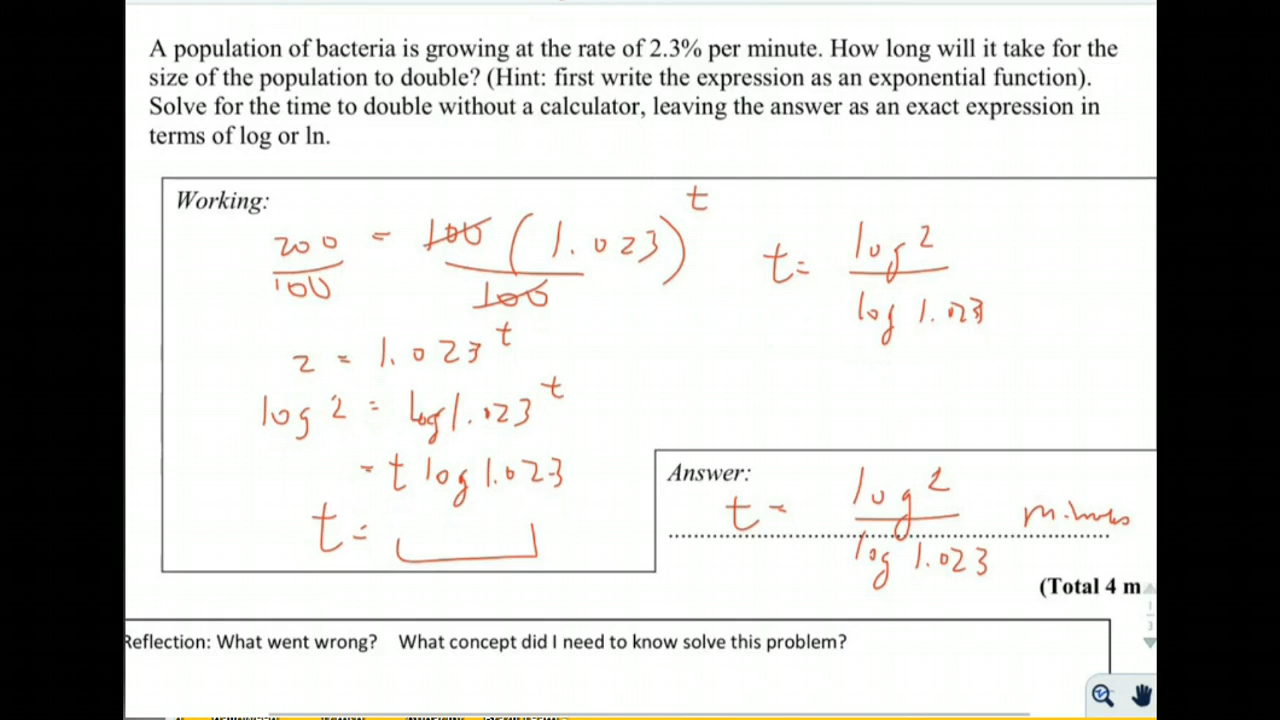 A population of bacteria is growing at the rate of 2.3% per minute. How long will it take for the
size of the population to double? (Hint: first write the expression as an exponential function).
Solve for the time to double without a calculator, leaving the answer as an exact expression in
terms of log or ln.
Working:
200/100 = 100(1.023)^t/100
2 = 1.023^t
log 2 = log 1.023^t
= t log 1.023
t =
t = log 2/log 1.023
Answer:
t = log 2/log 1.023 minutes
(Total 4 m
Reflection: What went wrong? What concept did I need to know solve this problem?